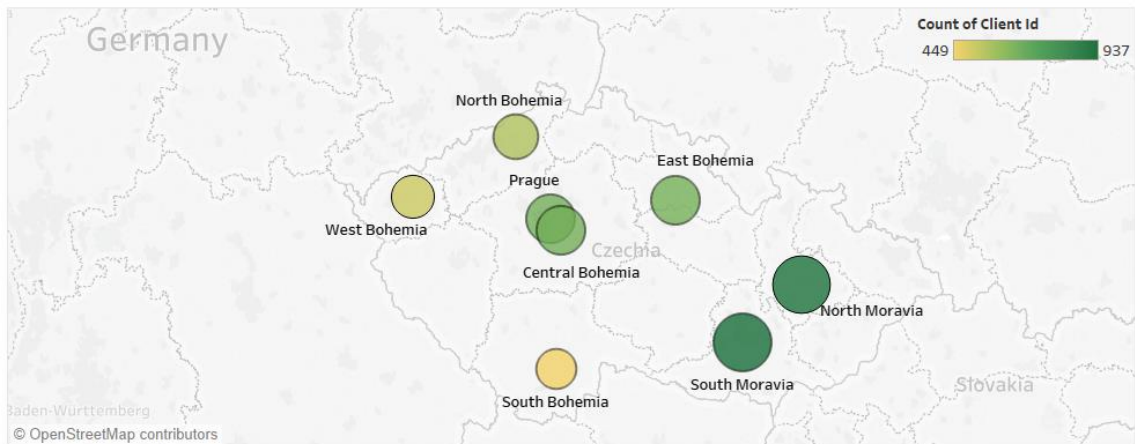 Germany
Count of Client Id
449 937
North Bohemia
East Bohemia
Prague
West Bohemia
Czechia
Central Bohemia
North Moravia
South Moravia
Slovakia
South Bohemia
Baden-Württemberg
© OpenStreetMap contributors